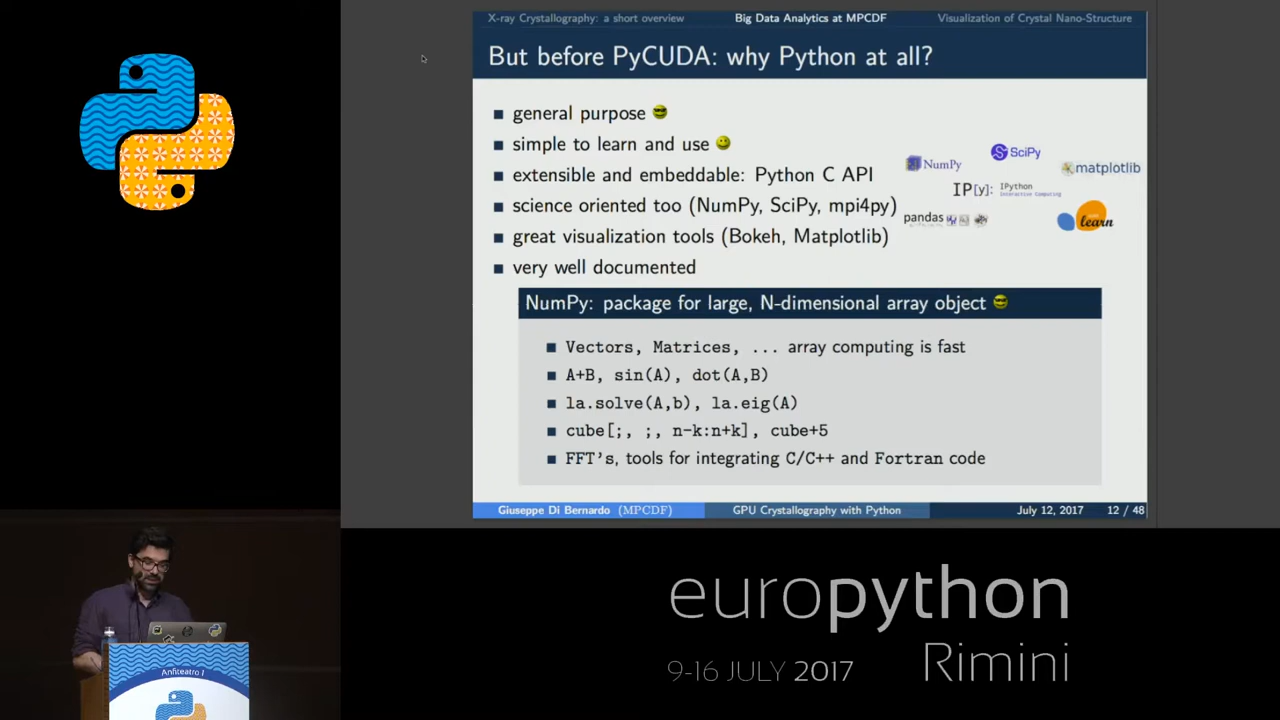 X-ray Crystallography: a short overview
Big Data Analytics at MPCDF
Visualization of Crystal Nano-Structure
But before PyCUDA: why Python at all?
general purpose
simple to learn and use
extensible and embeddable: Python C API
science oriented too (NumPy, SciPy, mpi4py)
great visualization tools (Bokeh, Matplotlib)
very well documented
NumPy
SciPy
matplotlib
IP[y]:
IPython
Interactive Computing
pandas
learn
NumPy: package for large, N-dimensional array object
Vectors, Matrices, ... array computing is fast
A+B, sin(A), dot(A,B)
la.solve(A,b), la.eig(A)
cube[;, ;, n-k:n+k], cube+5
FFT's, tools for integrating C/C++ and Fortran code
Giuseppe Di Bernardo (MPCDF)
GPU Crystallography with Python
July 12, 2017
12 / 48
Anfiteatro 1
europython
9-16 JULY 2017
Rimini